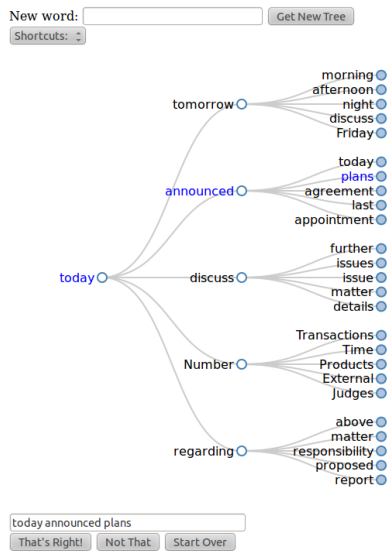 New word:
Get New Tree
Shortcuts:
morning
afternoon
tomorrow
night
discuss
Friday
today
plans
announced
agreement
last
appointment
further
issues
today
discuss
issue
matter
details
Transactions
Time
Number
Products
External
Judges
above
matter
regarding
responsibility
proposed
report
today announced plans
That's Right!
Not That
Start Over